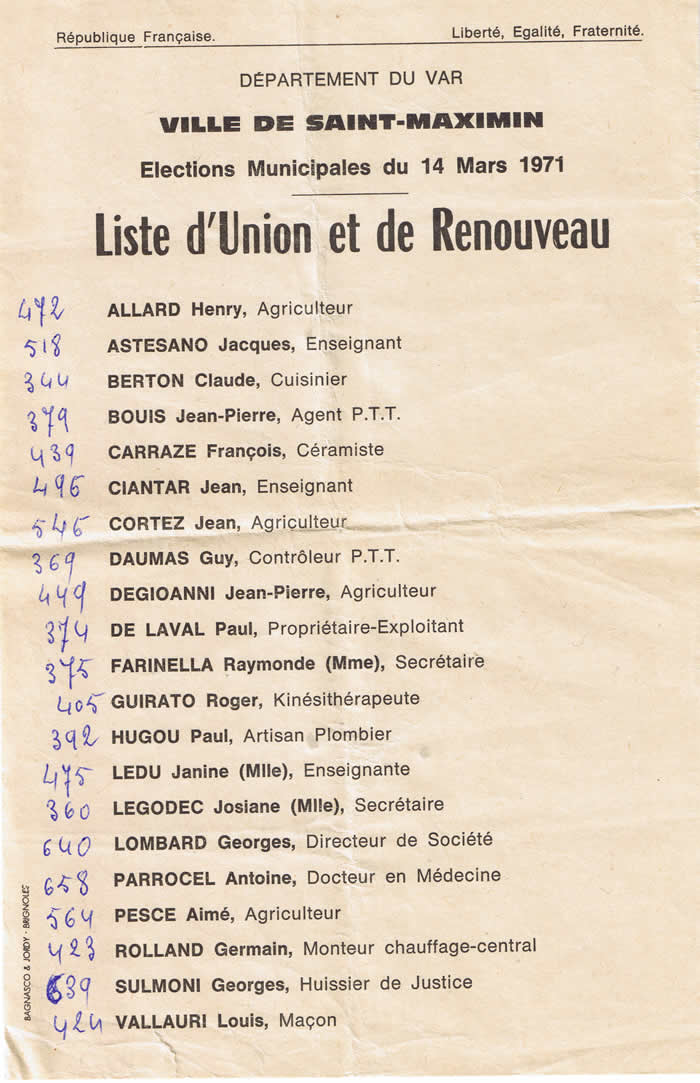 République Française.
Liberté, Egalité, Fraternité.
DÉPARTEMENT DU VAR
VILLE DE SAINT-MAXIMIN
Elections Municipales du 14 Mars 1971
Liste d'Union et de Renouveau
472 ALLARD Henry, Agriculteur
518 ASTESANO Jacques, Enseignant
344 BERTON Claude, Cuisinier
379 BOUIS Jean-Pierre, Agent P.T.T.
439 CARRAZE François, Céramiste
496 CIANTAR Jean, Enseignant
546 CORTEZ Jean, Agriculteur
369 DAUMAS Guy, Contrôleur P.T.T.
449 DEGIOANNI Jean-Pierre, Agriculteur
374 DE LAVAL Paul, Propriétaire-Exploitant
375 FARINELLA Raymonde (Mme), Secrétaire
405 GUIRATO Roger, Kinésithérapeute
392 HUGOU Paul, Artisan Plombier
475 LEDU Janine (Mlle), Enseignante
360 LEGODEC Josiane (Mlle), Secrétaire
640 LOMBARD Georges, Directeur de Société
658 PARROCEL Antoine, Docteur en Médecine
564 PESCE Aimé, Agriculteur
423 ROLLAND Germain, Monteur chauffage-central
639 SULMONI Georges, Huissier de Justice
424 VALLAURI Louis, Maçon
BAGNASCO & JORDY - BRIGNOLES